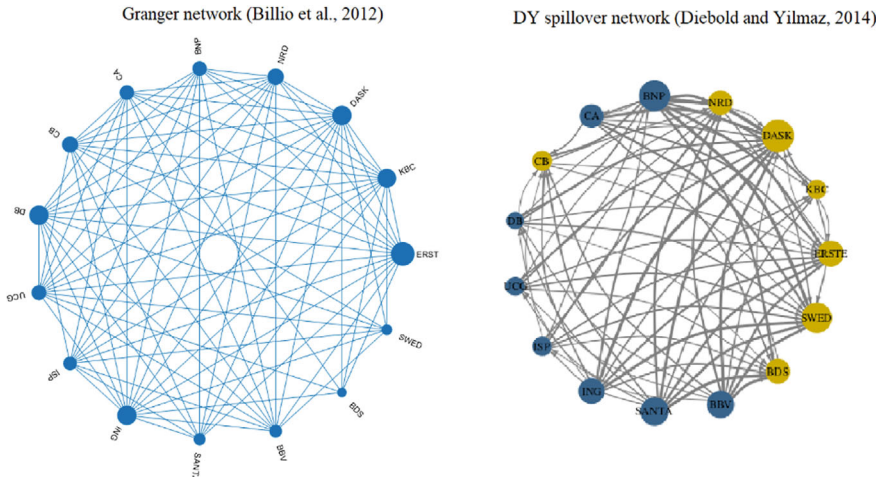 Granger network (Billio et al., 2012)
DY spillover network (Diebold and Yilmaz, 2014)
BNP
NRD
DASK
KBC
ERST
SWED
BDS
BBV
SANT
ING
ISP
UCG
DB
CB
CA
BNP
NRD
DASK
KBC
ERSTE
SWED
BDS
BBV
SANTA
ING
ISP
UCG
DB
CB
CA